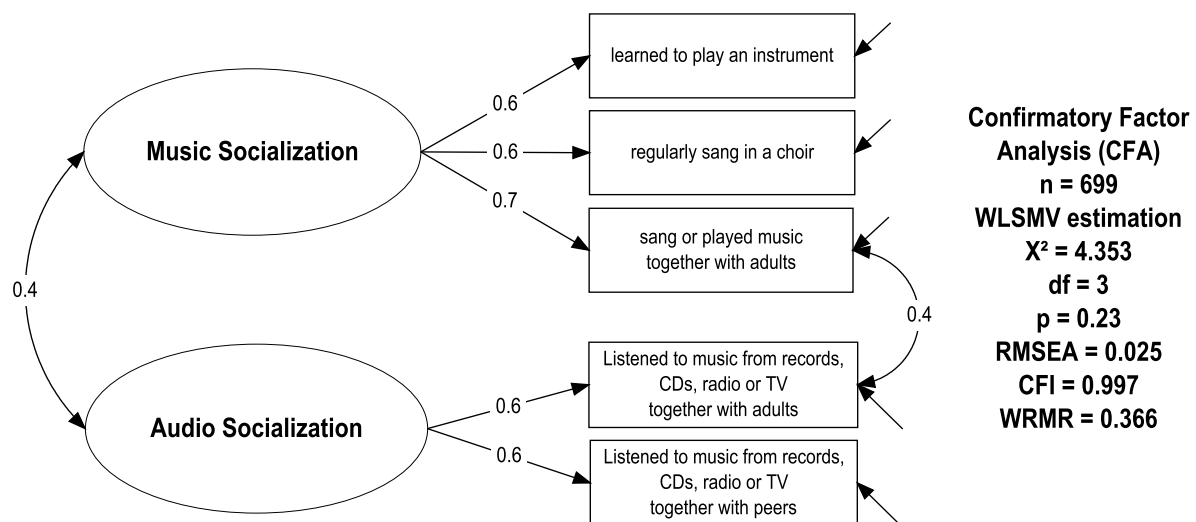 learned to play an instrument
0.6
Music Socialization
0.6
regularly sang in a choir
0.7
sang or played music
together with adults
0.4
0.4
Listened to music from records,
CDs, radio or TV
together with adults
0.6
Audio Socialization
0.6
Listened to music from records,
CDs, radio or TV
together with peers
Confirmatory Factor
Analysis (CFA)
n = 699
WLSMV estimation
X² = 4.353
df = 3
p = 0.23
RMSEA = 0.025
CFI = 0.997
WRMR = 0.366